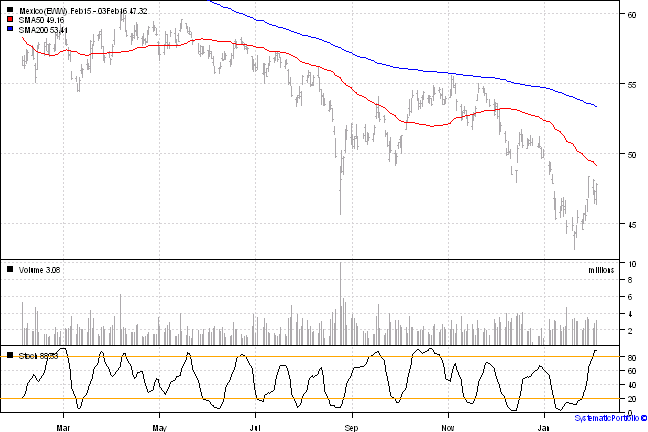 Mexico(EWW) Feb15 - 03Feb16 47.32
SMA50 49.16
SMA200 53.41
60
55
50
45
Volume 3.08
millions
10
8
6
4
2
80
60
40
20
0
Mar May Jul Sep Nov Jan
SystematicPortfolio ©